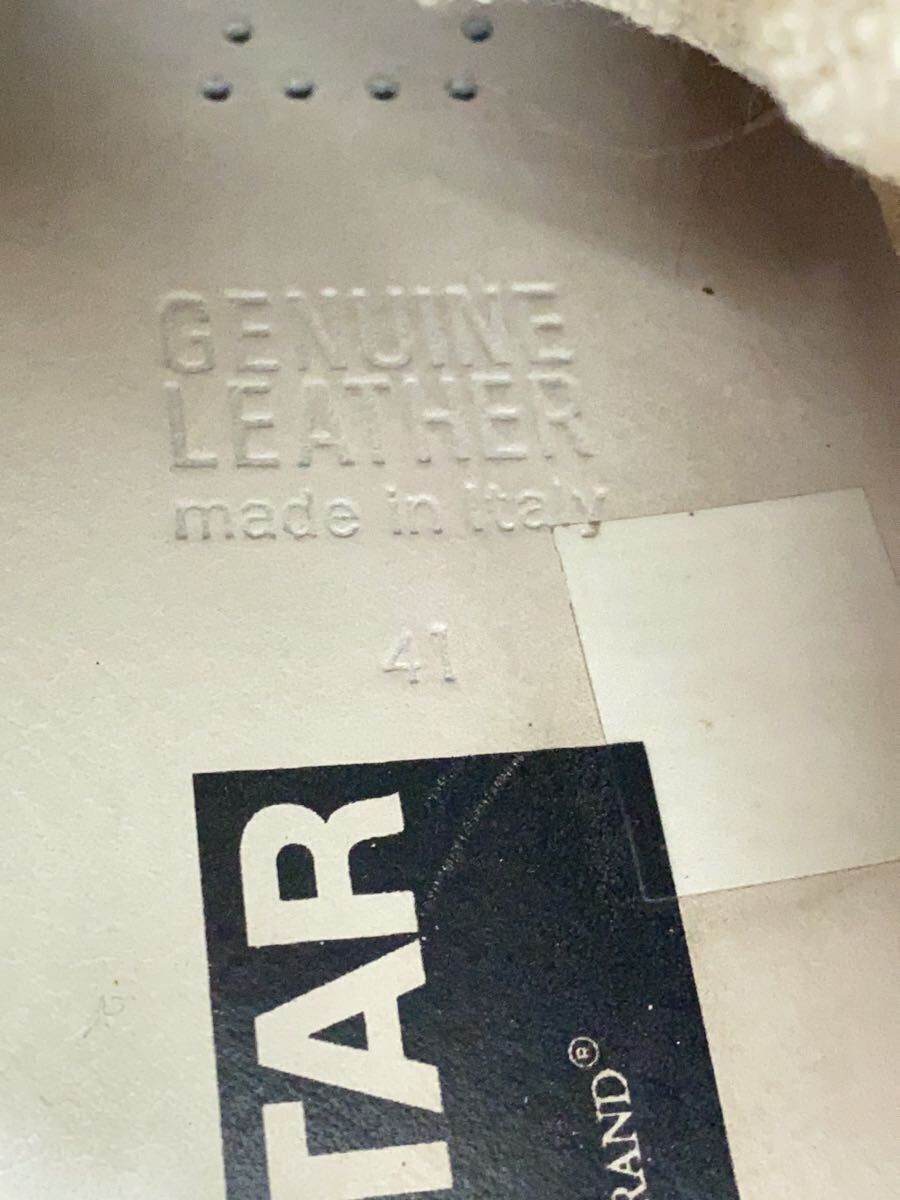 GENUINE
LEATHER
made in Italy
41
TAR
RAND®